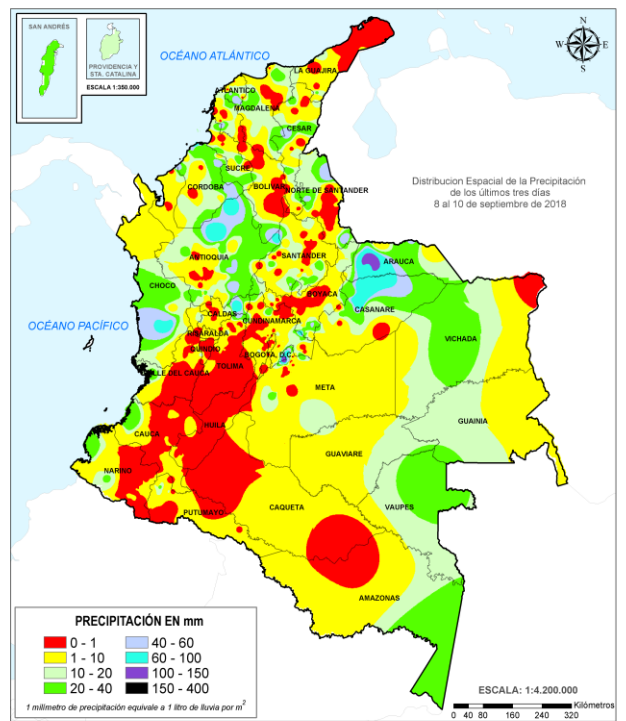 SAN ANDRÉS
PROVIDENCIA Y
STA. CATALINA
ESCALA 1:350.000
OCÉANO ATLÁNTICO
N
W
E
S
LA GUAJIRA
ATLANTICO
MAGDALENA
CESAR
SUCRE
CORDOBA
BOLIVAR
NORTE DE SANTANDER
Distribucion Espacial de la Precipitación
de los últimos tres días
8 al 10 de septiembre de 2018
ANTIOQUIA
SANTANDER
ARAUCA
CHOCO
BOYACA
CASANARE
OCÉANO PACÍFICO
CALDAS
CUNDINAMARCA
RISARALDA
VICHADA
QUINDIO
BOGOTA, D.C.
TOLIMA
VALLE DEL CAUCA
META
GUAINIA
HUILA
CAUCA
GUAVIARE
NARIÑO
CAQUETA
VAUPES
PUTUMAYO
AMAZONAS
PRECIPITACIÓN EN mm
0 - 1
40 - 60
1 - 10
60 - 100
10 - 20
100 - 150
20 - 40
150 - 400
1 milimetro de precipitación equivale a 1 litro de lluvia por m2
ESCALA: 1:4.200.000
Kilómetros
0 40 80 160 240 320